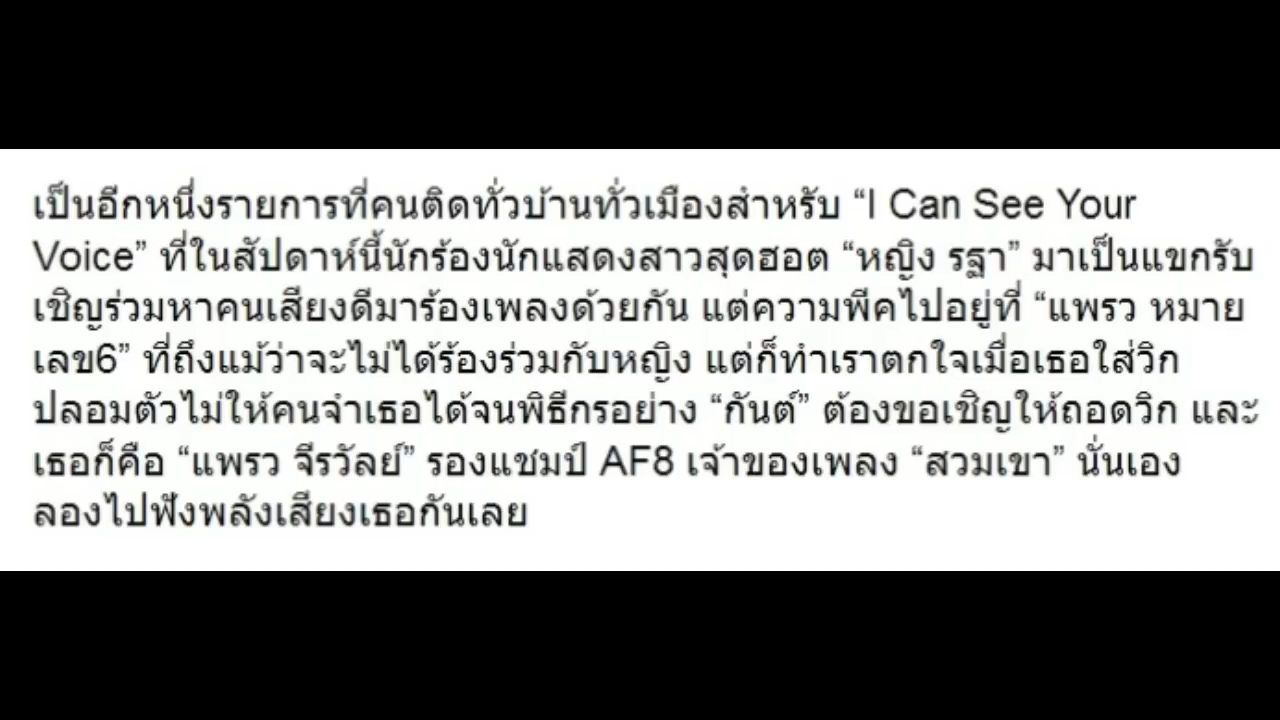 เป็นอีกหนึ่งรายการที่คนติดทั่วบ้านทั่วเมืองสำหรับ “I Can See Your
Voice” ที่ในสัปดาห์นี้นักร้องนักแสดงสาวสุดฮอต “หญิง รฐา” มาเป็นแขกรับ
เชิญร่วมหาคนเสียงดีมาร้องเพลงด้วยกัน แต่ความพีคไปอยู่ที่ “แพรว หมาย
เลข6” ที่ถึงแม้ว่าจะไม่ได้ร้องร่วมกับหญิง แต่ก็ทำเราตกใจเมื่อเธอใส่วิก
ปลอมตัวไม่ให้คนจำเธอได้จนพิธีกรอย่าง “กันต์” ต้องขอเชิญให้ถอดวิก และ
เธอก็คือ “แพรว จีรวัลย์” รองแชมป์ AF8 เจ้าของเพลง “สวมเขา” นั่นเอง
ลองไปฟังพลังเสียงเธอกันเลย